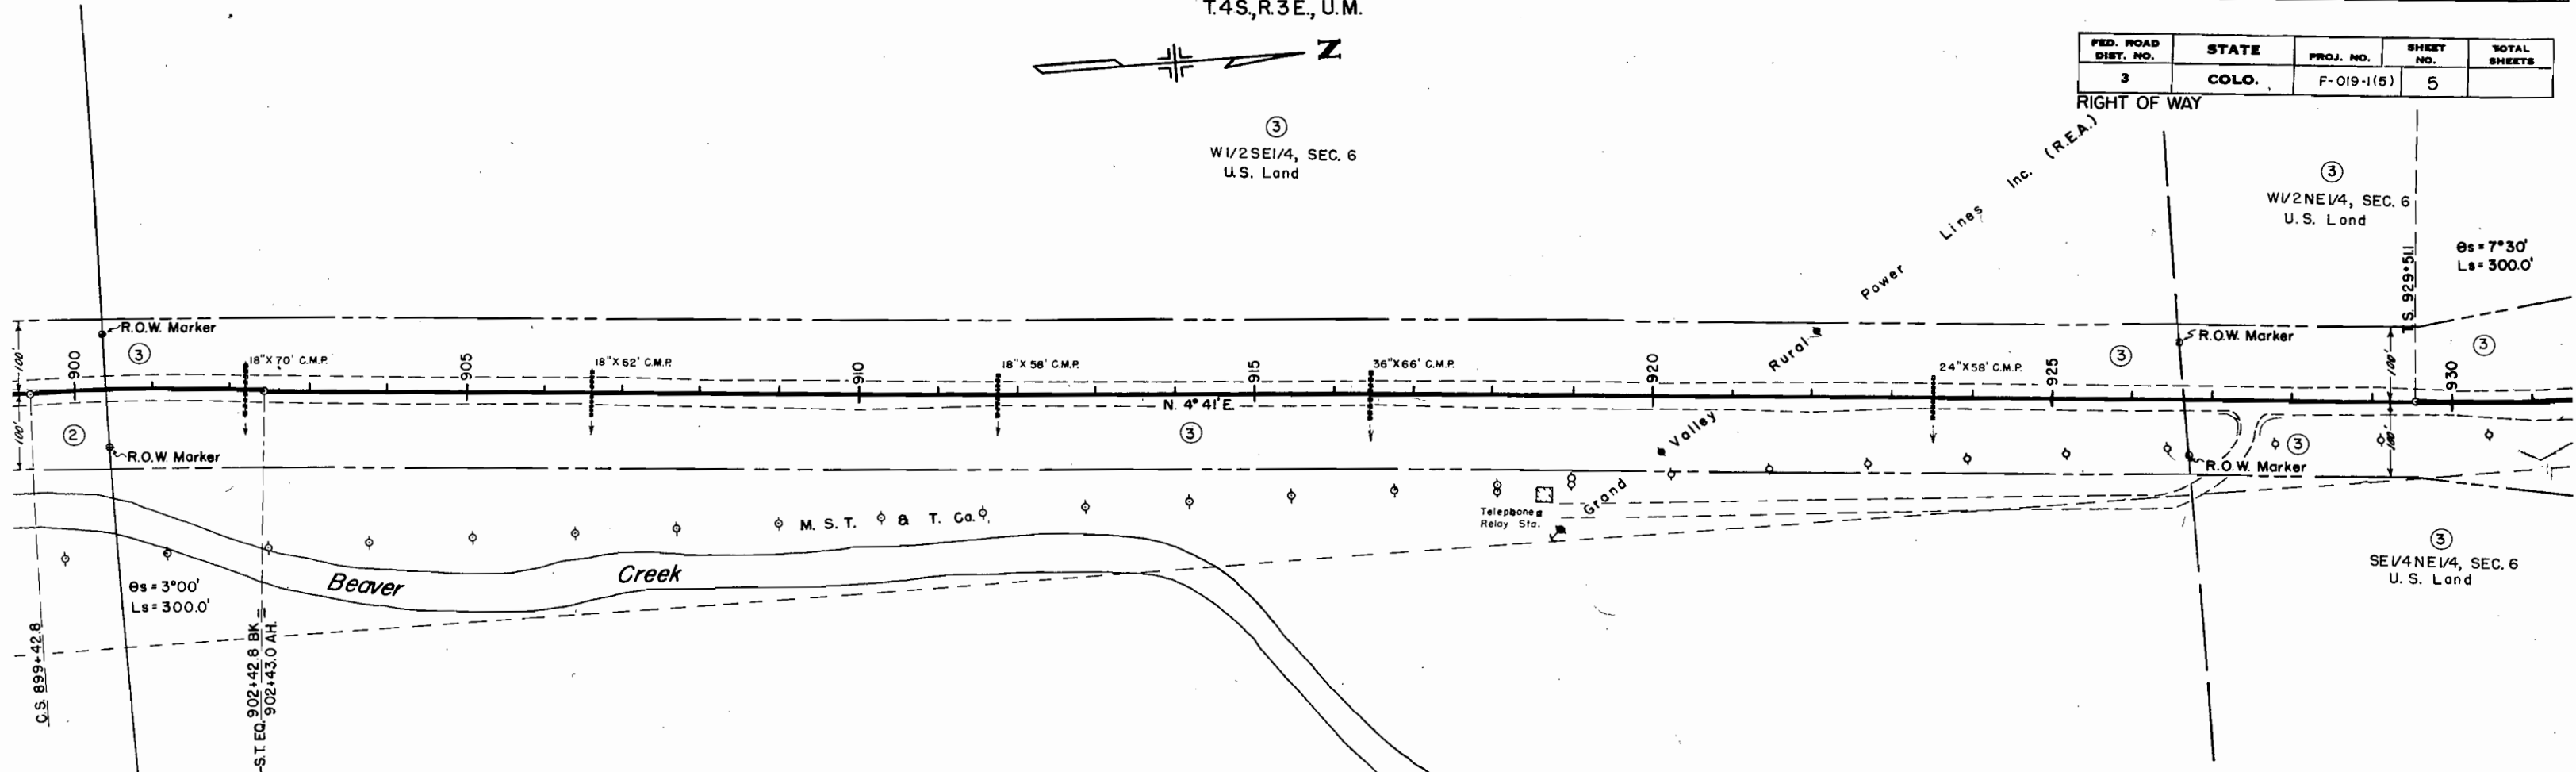 T.4S., R.3E., U.M.
Z
FED. ROAD DIST. NO.
STATE
PROJ. NO.
SHEET NO.
TOTAL SHEETS
3
COLO.
F-019-1(5)
5
RIGHT OF WAY
3
W1/2SE1/4, SEC. 6
U.S. Land
3
W1/2NE1/4, SEC. 6
U.S. Land
Θs = 7°30'
Ls = 300.0'
T.S. 929+51.1
Grand Valley Rural Power Lines Inc. (R.E.A.)
R.O.W. Marker
R.O.W. Marker
100'
100'
900
3
18"X 70' C.M.P.
905
18"X 62' C.M.P.
910
18"X 58' C.M.P.
915
36"X 66' C.M.P.
920
24"X58' C.M.P.
925
3
100'
930
3
N. 4°41'E.
2
3
100'
3
R.O.W. Marker
R.O.W. Marker
M. S. T. & T. Co.
Telephone
Relay Sta.
Beaver Creek
Θs = 3°00'
Ls = 300.0'
3
SE1/4NE1/4, SEC. 6
U. S. Land
C.S. 899+42.8
S.T. EQ. 902+42.8 BK =
902+43.0 AH.